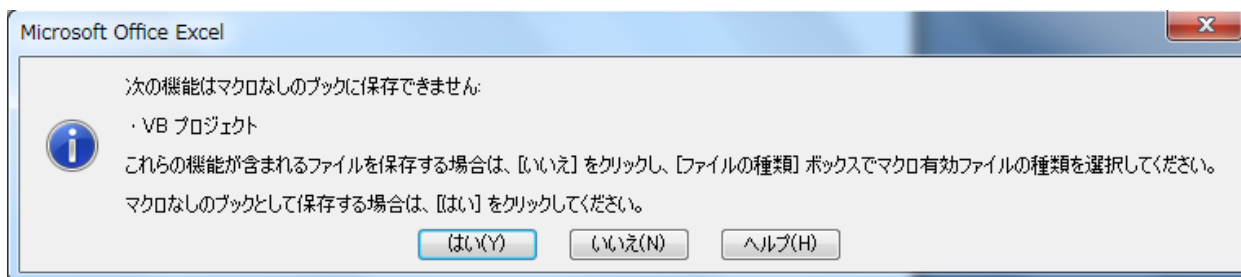 Microsoft Office Excel
次の機能はマクロなしのブックに保存できません:
・VB プロジェクト
これらの機能が含まれるファイルを保存する場合は、[いいえ] をクリックし、[ファイルの種類] ボックスでマクロ有効ファイルの種類を選択してください。
マクロなしのブックとして保存する場合は、[はい] をクリックしてください。
はい(Y) いいえ(N) ヘルプ(H)